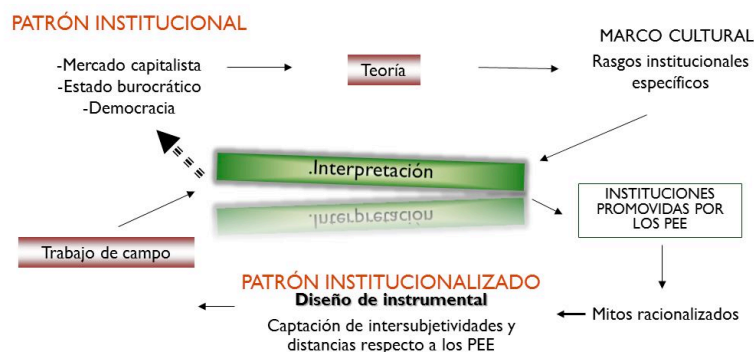 PATRÓN INSTITUCIONAL
-Mercado capitalista
-Estado burocrático
-Democracia
Teoría
MARCO CULTURAL
Rasgos institucionales
específicos
.Interpretación
INSTITUCIONES
PROMOVIDAS POR
LOS PEE
Mitos racionalizados
PATRÓN INSTITUCIONALIZADO
Diseño de instrumental
Captación de intersubjetividades y
distancias respecto a los PEE
Trabajo de campo